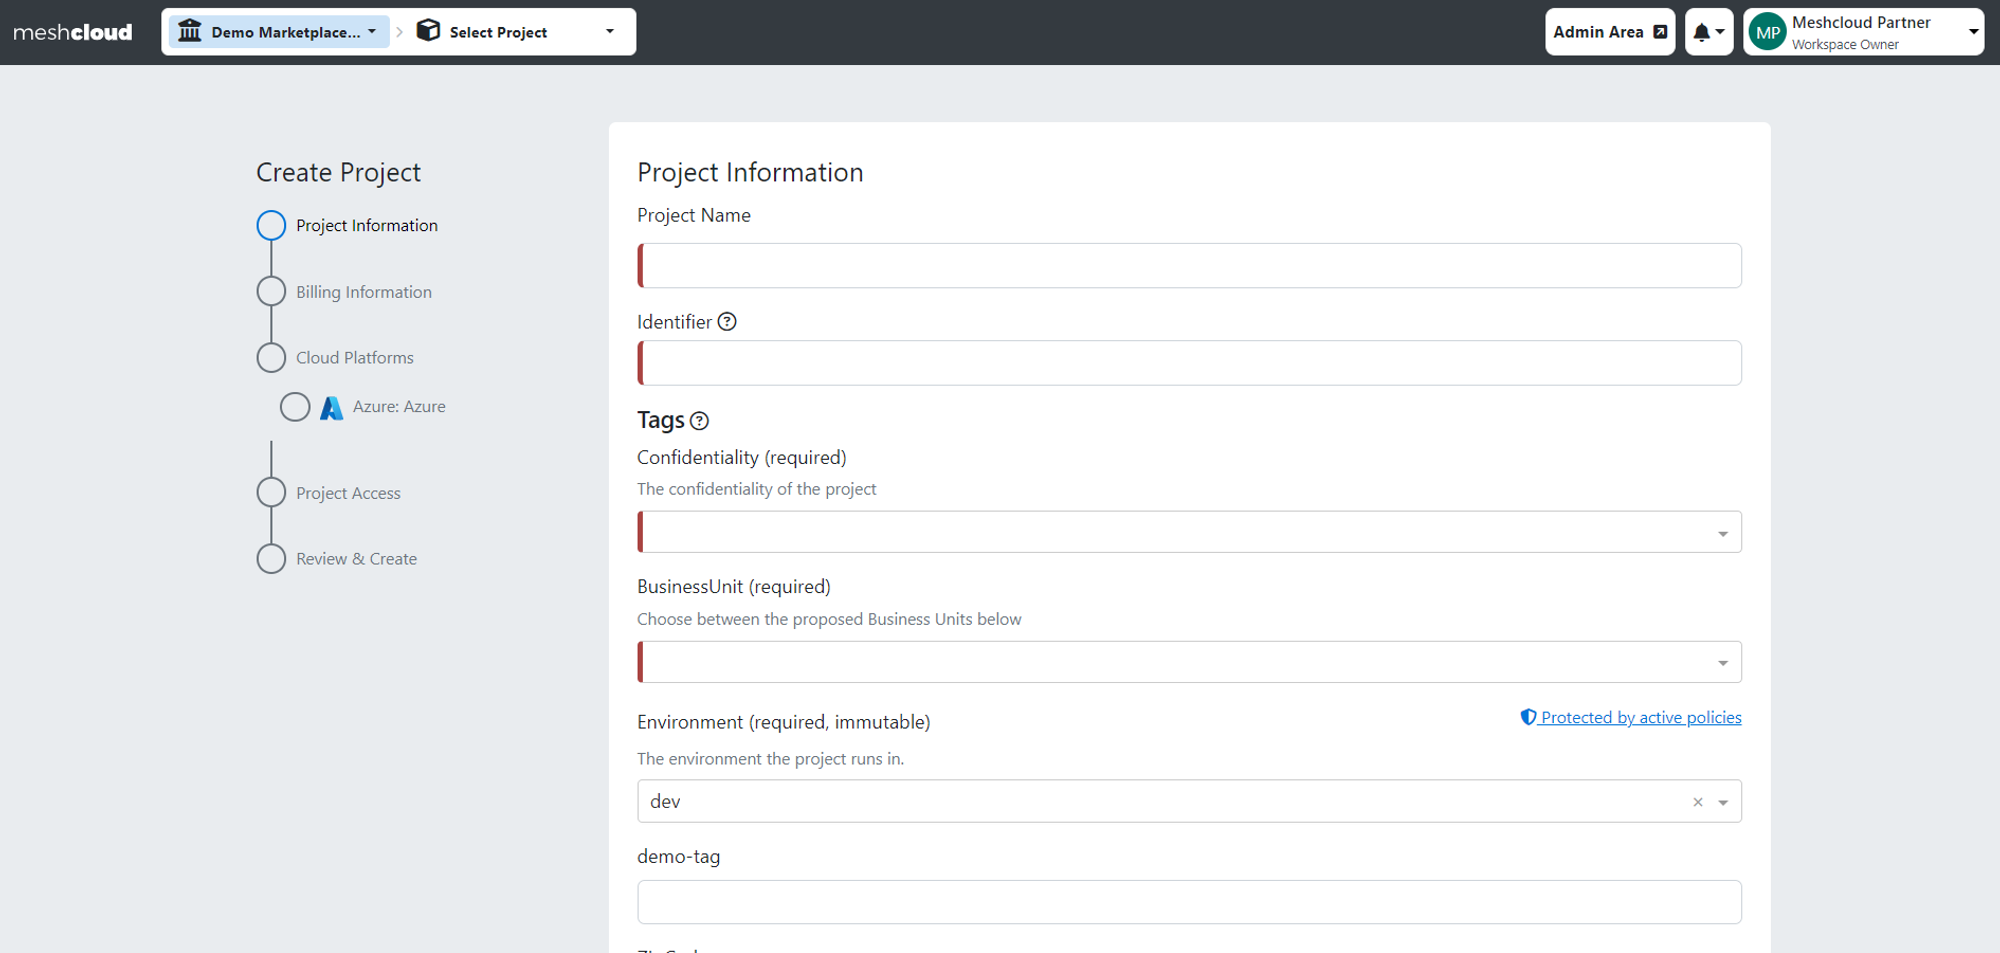 meshcloud
Demo Marketplace...
Select Project
Admin Area
MP
Meshcloud Partner
Workspace Owner
Create Project
Project Information
Billing Information
Cloud Platforms
Azure: Azure
Project Access
Review & Create
Project Information
Project Name
Identifier
Tags
Confidentiality (required)
The confidentiality of the project
BusinessUnit (required)
Choose between the proposed Business Units below
Environment (required, immutable)
Protected by active policies
The environment the project runs in.
dev
demo-tag